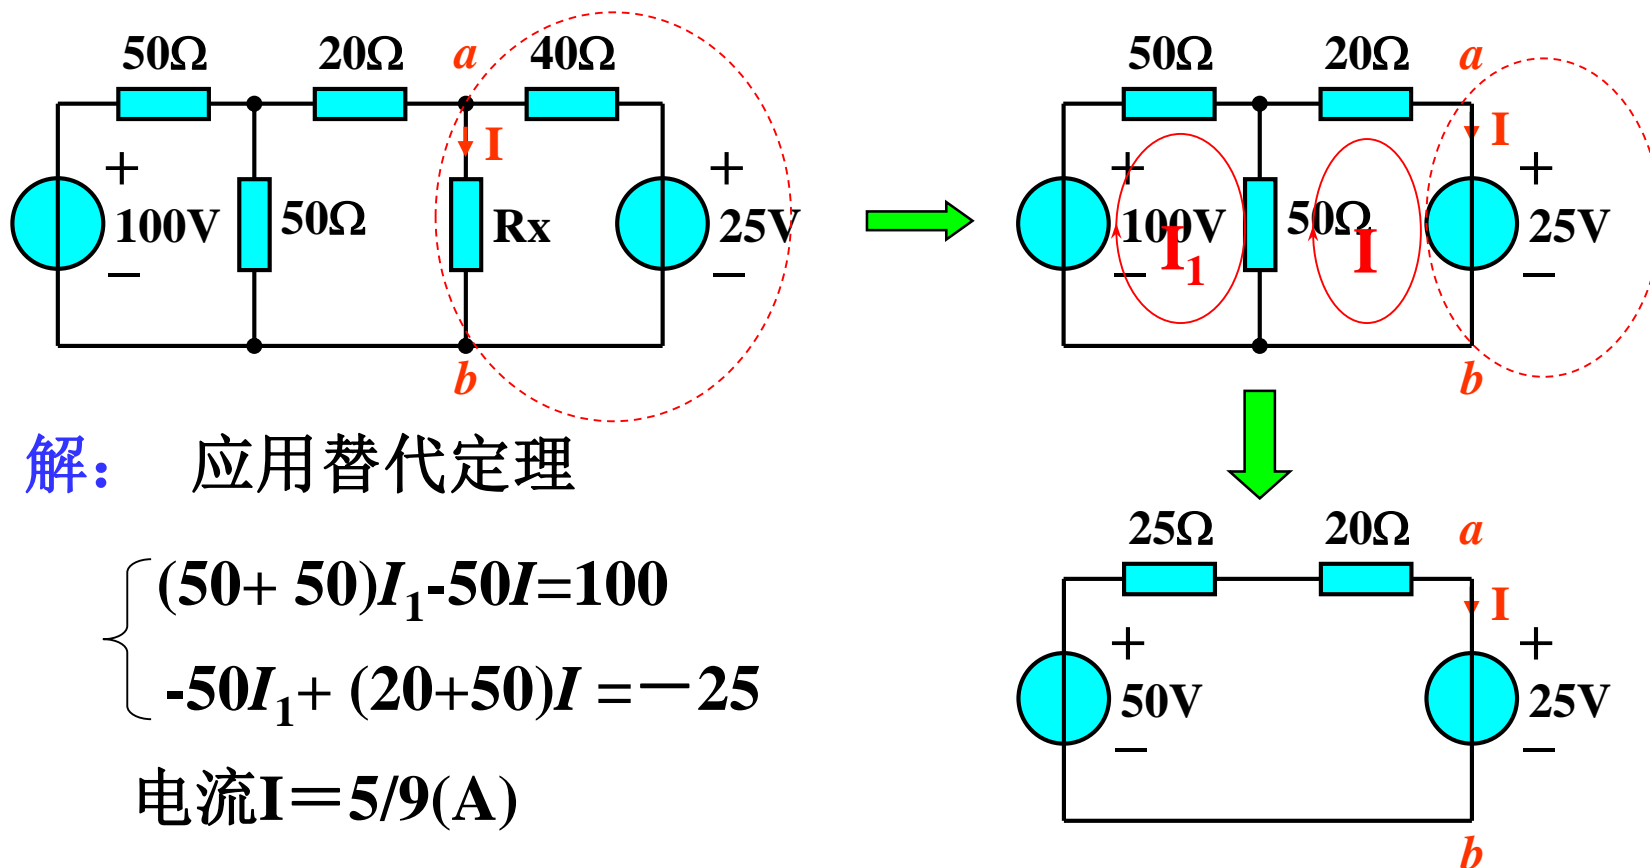 50Ω 20Ω a 40Ω
I
+ + 
100V 50Ω Rx 25V
— —
b
50Ω 20Ω a
I
+ +
100V 50Ω 25V
I₁ I
— —
b
解： 应用替代定理
(50+ 50)I₁-50I=100
-50I₁+ (20+50)I =－25
电流I＝5/9(A)
25Ω 20Ω a
I
+ +
50V 25V
— —
b